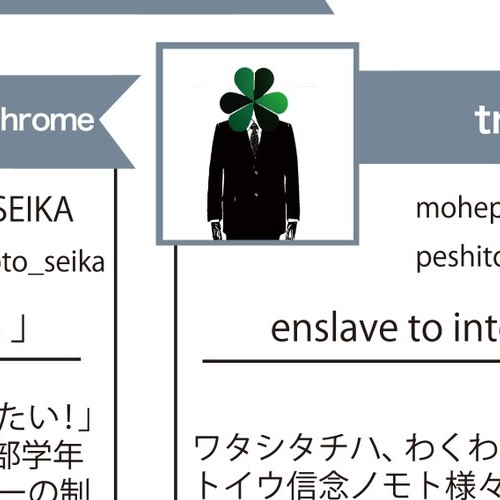 hrome
SEIKA
oto_seika
」
たい！」
部学年
ーの制
tr
mohep
peshito
enslave to int
ワタシタチハ、わくわ
トイウ信念ノモト様々